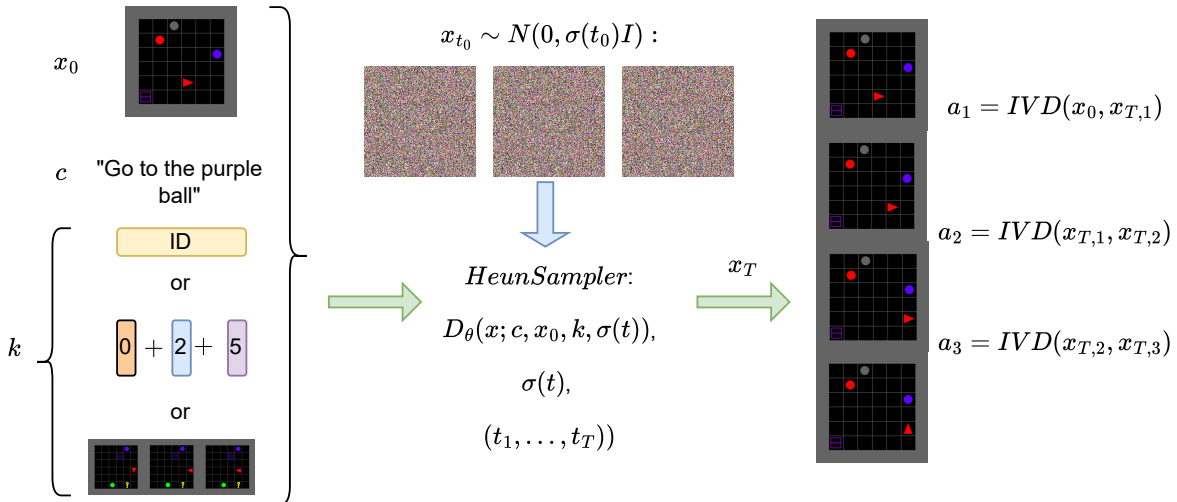 x_0
c
"Go to the purple
ball"
k
ID
or
0 + 2 + 5
or
x_{t_0} ∼ N(0, σ(t_0)I) :
HeunSampler:
D_θ(x; c, x_0, k, σ(t)),
σ(t),
(t_1, . . . , t_T))
x_T
a_1 = IVD(x_0, x_{T,1})
a_2 = IVD(x_{T,1}, x_{T,2})
a_3 = IVD(x_{T,2}, x_{T,3})